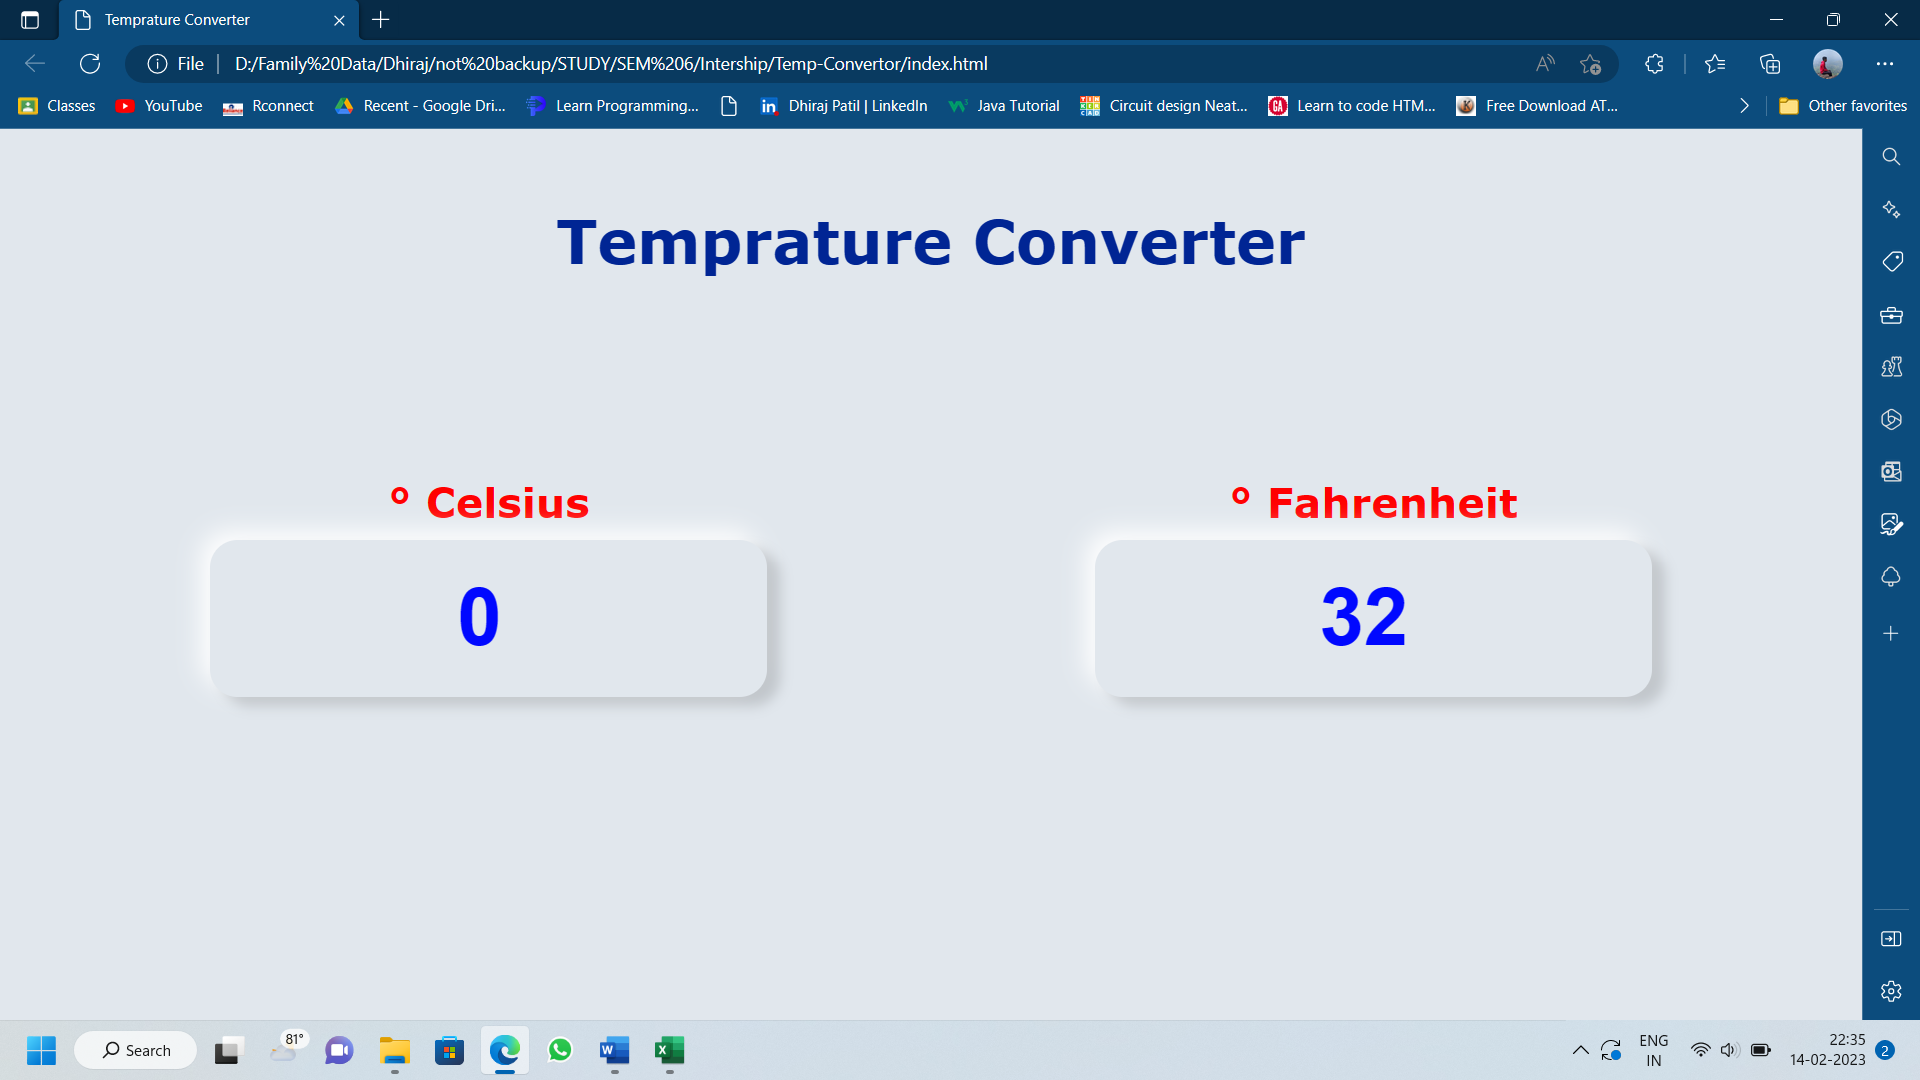 Temprature Converter
File
D:/Family%20Data/Dhiraj/not%20backup/STUDY/SEM%206/Intership/Temp-Convertor/index.html
Classes YouTube Rconnect Recent - Google Dri... Learn Programming... Dhiraj Patil | LinkedIn Java Tutorial Circuit design Neat... Learn to code HTM... Free Download AT... Other favorites
Temprature Converter
° Celsius
0
° Fahrenheit
32
Search
81°
ENG
IN
22:35
14-02-2023
2